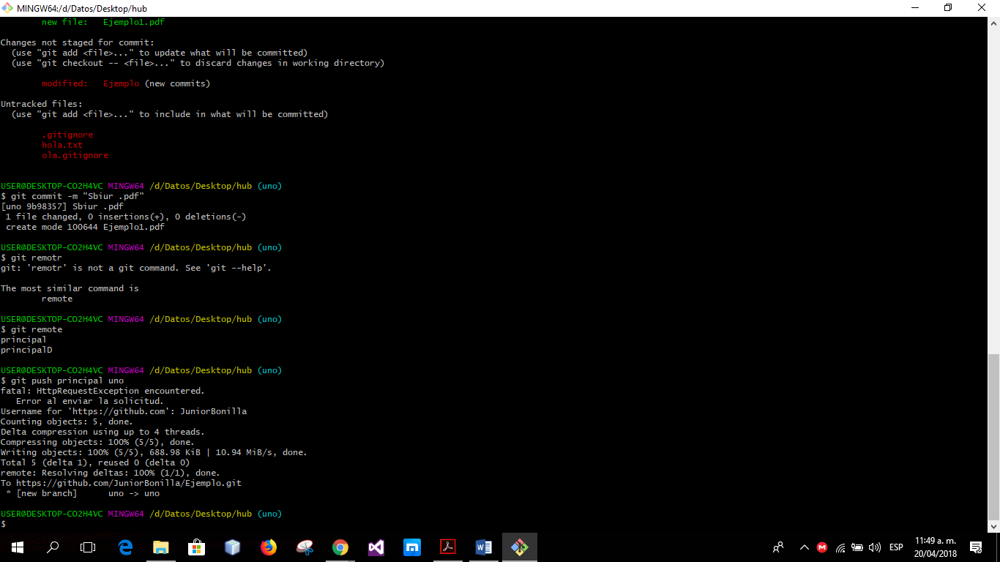 MINGW64:/d/Datos/Desktop/hub
new file:   Ejemplo1.pdf
Changes not staged for commit:
(use "git add <file>..." to update what will be committed)
(use "git checkout -- <file>..." to discard changes in working directory)
modified:   Ejemplo (new commits)
Untracked files:
(use "git add <file>..." to include in what will be committed)
.gitignore
hola.txt
ola.gitignore
USER@DESKTOP-CO2H4VC MINGW64 /d/Datos/Desktop/hub (uno)
$ git commit -m "Sbiur .pdf"
[uno 9b98357] Sbiur .pdf
1 file changed, 0 insertions(+), 0 deletions(-)
create mode 100644 Ejemplo1.pdf
USER@DESKTOP-CO2H4VC MINGW64 /d/Datos/Desktop/hub (uno)
$ git remotr
git: 'remotr' is not a git command. See 'git --help'.
The most similar command is
remote
USER@DESKTOP-CO2H4VC MINGW64 /d/Datos/Desktop/hub (uno)
$ git remote
principal
principalD
USER@DESKTOP-CO2H4VC MINGW64 /d/Datos/Desktop/hub (uno)
$ git push principal uno
fatal: HttpRequestException encountered.
Error al enviar la solicitud.
Username for 'https://github.com': JuniorBonilla
Counting objects: 5, done.
Delta compression using up to 4 threads.
Compressing objects: 100% (5/5), done.
Writing objects: 100% (5/5), 688.98 KiB | 10.94 MiB/s, done.
Total 5 (delta 1), reused 0 (delta 0)
remote: Resolving deltas: 100% (1/1), done.
To https://github.com/JuniorBonilla/Ejemplo.git
* [new branch]      uno -> uno
USER@DESKTOP-CO2H4VC MINGW64 /d/Datos/Desktop/hub (uno)
$
ESP
11:49 a. m.
20/04/2018